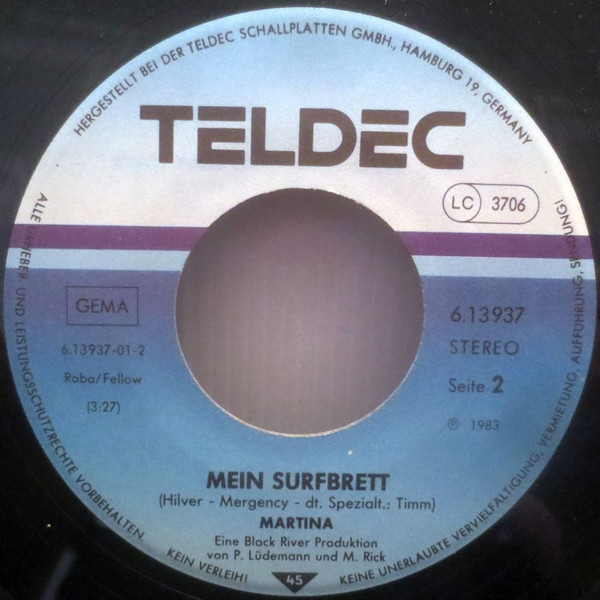 HERGESTELLT BEI DER TELDEC SCHALLPLATTEN GMBH., HAMBURG 19, GERMANY
TELDEC
LC 3706
GEMA
6.13937-01-2
Roba/Fellow
(3:27)
6.13937
STEREO
Seite 2
℗ 1983
MEIN SURFBRETT
(Hilver - Mergency - dt. Spezialt.: Timm)
MARTINA
Eine Black River Produktion
von P. Lüdemann und M. Rick
45
ALLE URHEBER- UND LEISTUNGSSCHUTZRECHTE VORBEHALTEN.
KEIN VERLEIH!
KEINE UNERLAUBTE VERVIELFÄLTIGUNG, VERMIETUNG, AUFFÜHRUNG, SENDUNG!